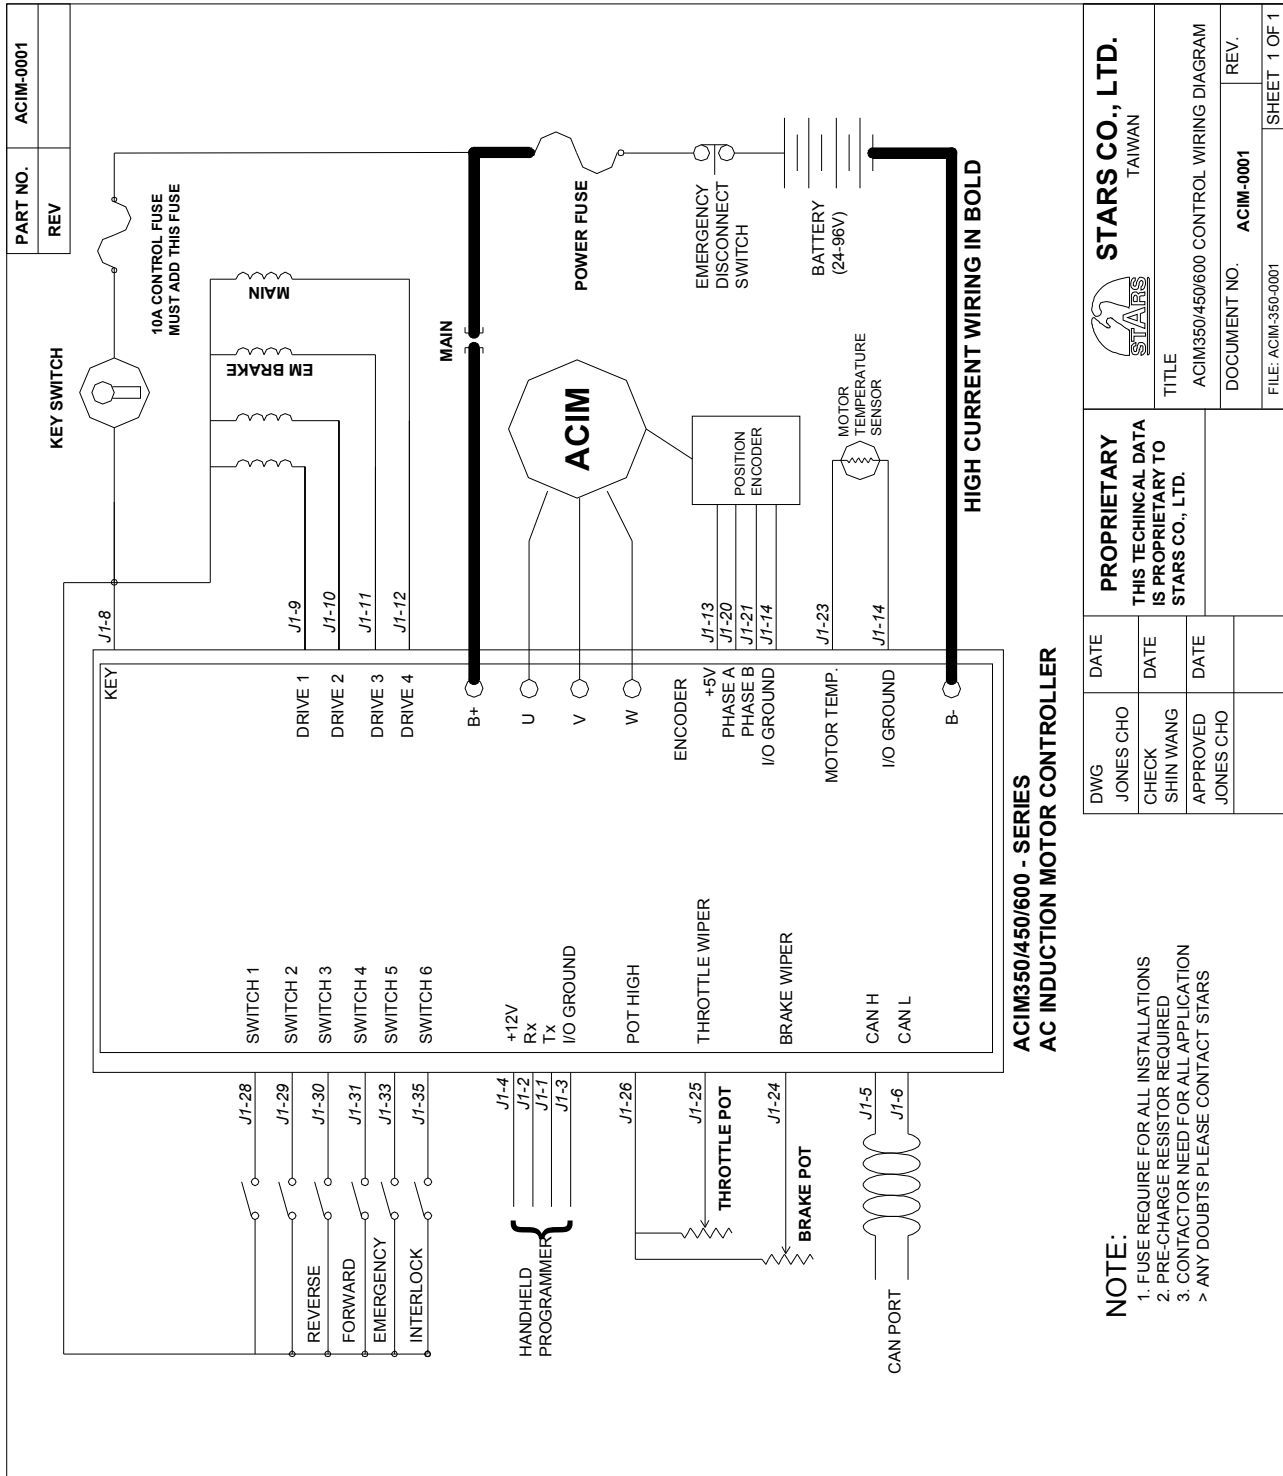 PART NO.
ACIM-0001
REV
KEY SWITCH
10A CONTROL FUSE
MUST ADD THIS FUSE
MAIN
EM BRAKE
MAIN
POWER FUSE
EMERGENCY
DISCONNECT
SWITCH
BATTERY
(24-96V)
HIGH CURRENT WIRING IN BOLD
ACIM
POSITION
ENCODER
MOTOR
TEMPERATURE
SENSOR
J1-8
J1-9
J1-10
J1-11
J1-12
J1-13
J1-20
J1-21
J1-14
J1-23
J1-14
KEY
DRIVE 1
DRIVE 2
DRIVE 3
DRIVE 4
B+
U
V
W
ENCODER
+5V
PHASE A
PHASE B
I/O GROUND
MOTOR TEMP.
I/O GROUND
B-
SWITCH 1
SWITCH 2
SWITCH 3
SWITCH 4
SWITCH 5
SWITCH 6
+12V
Rx
Tx
I/O GROUND
POT HIGH
THROTTLE WIPER
BRAKE WIPER
CAN H
CAN L
J1-28
J1-29
J1-30
J1-31
J1-33
J1-35
J1-4
J1-2
J1-1
J1-3
J1-26
J1-25
J1-24
J1-5
J1-6
REVERSE
FORWARD
EMERGENCY
INTERLOCK
HANDHELD
PROGRAMMER
THROTTLE POT
BRAKE POT
CAN PORT
ACIM350/450/600 - SERIES
AC INDUCTION MOTOR CONTROLLER
NOTE:
1. FUSE REQUIRE FOR ALL INSTALLATIONS
2. PRE-CHARGE RESISTOR REQUIRED
3. CONTACTOR NEED FOR ALL APPLICATION
> ANY DOUBTS PLEASE CONTACT STARS
DWG
JONES CHO
DATE
CHECK
SHIN WANG
DATE
APPROVED
JONES CHO
DATE
PROPRIETARY
THIS TECHINCAL DATA
IS PROPRIETARY TO
STARS CO., LTD.
STARS
STARS CO., LTD.
TAIWAN
TITLE
ACIM350/450/600 CONTROL WIRING DIAGRAM
DOCUMENT NO.
ACIM-0001
REV.
FILE: ACIM-350-0001
SHEET 1 OF 1